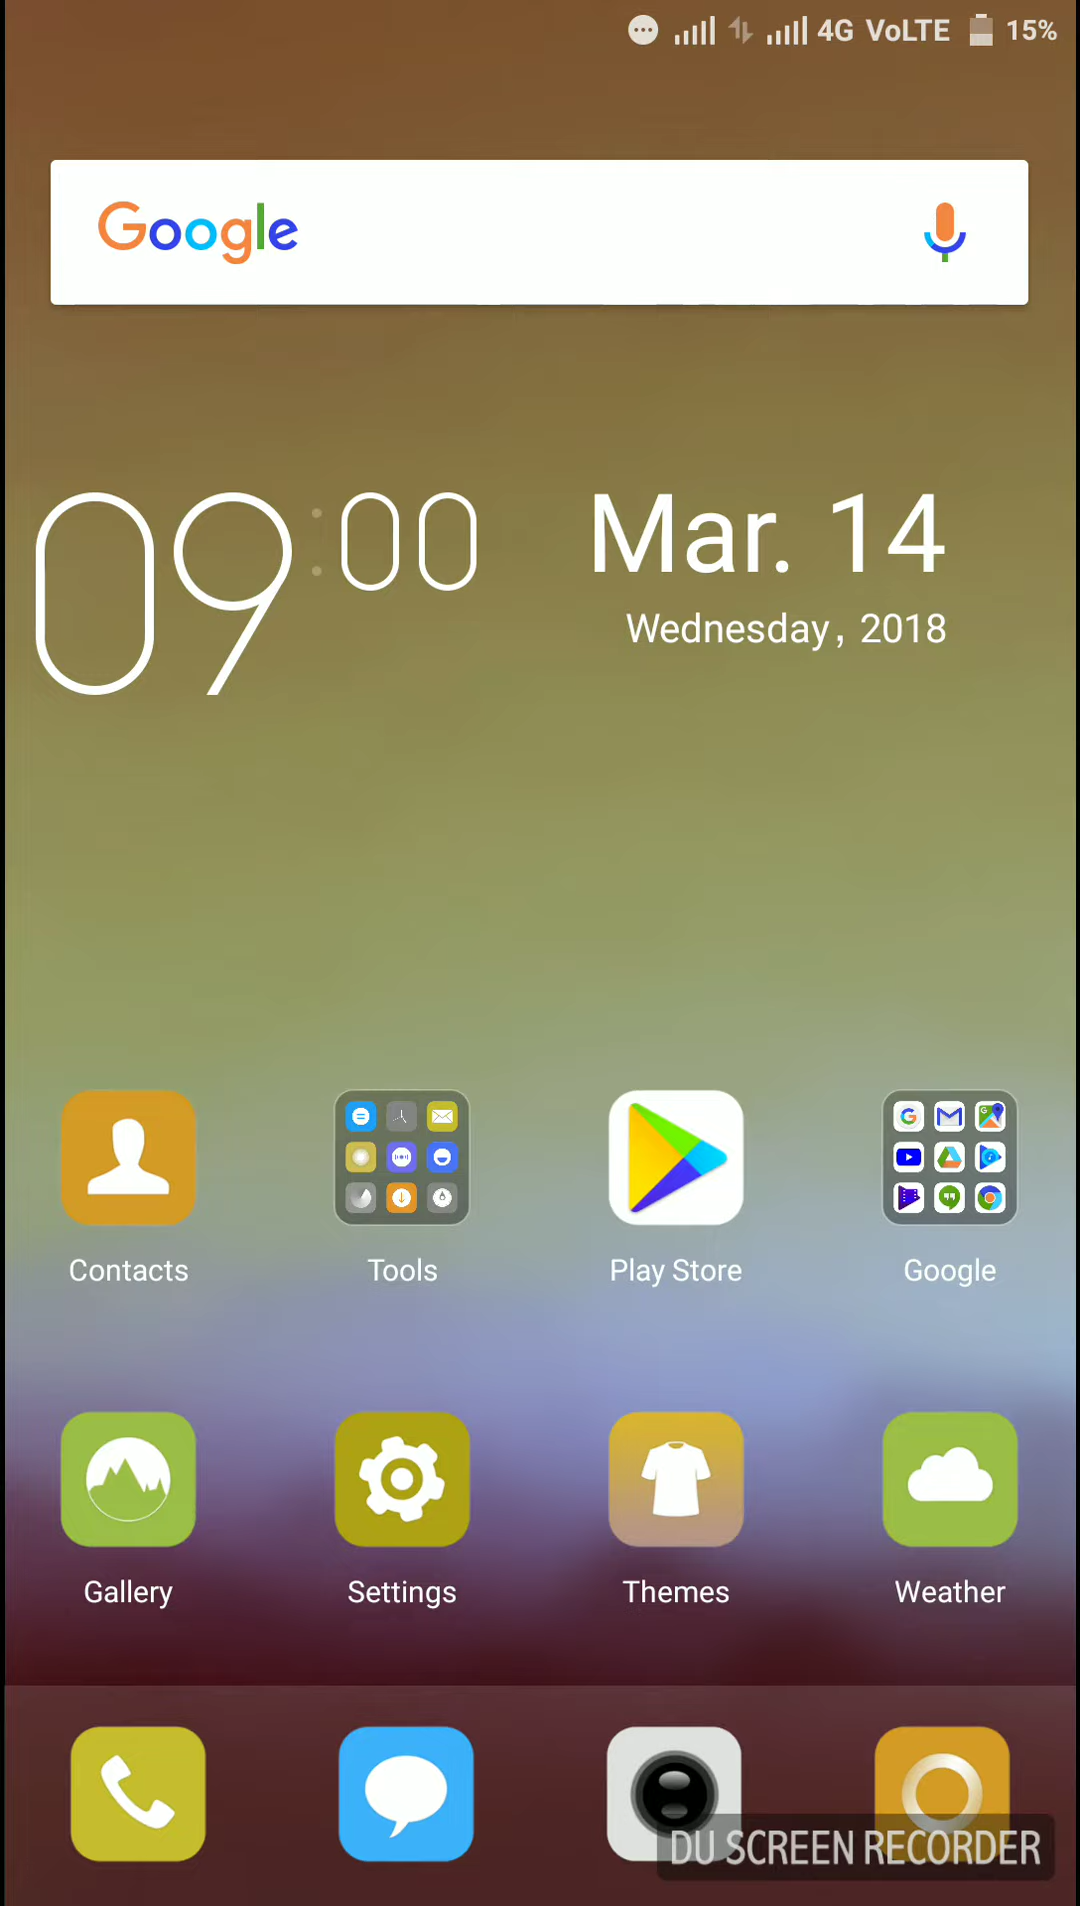 4G VoLTE 15%
Google
09:00
Mar. 14
Wednesday, 2018
Contacts
Tools
Play Store
Google
Gallery
Settings
Themes
Weather
DU SCREEN RECORDER